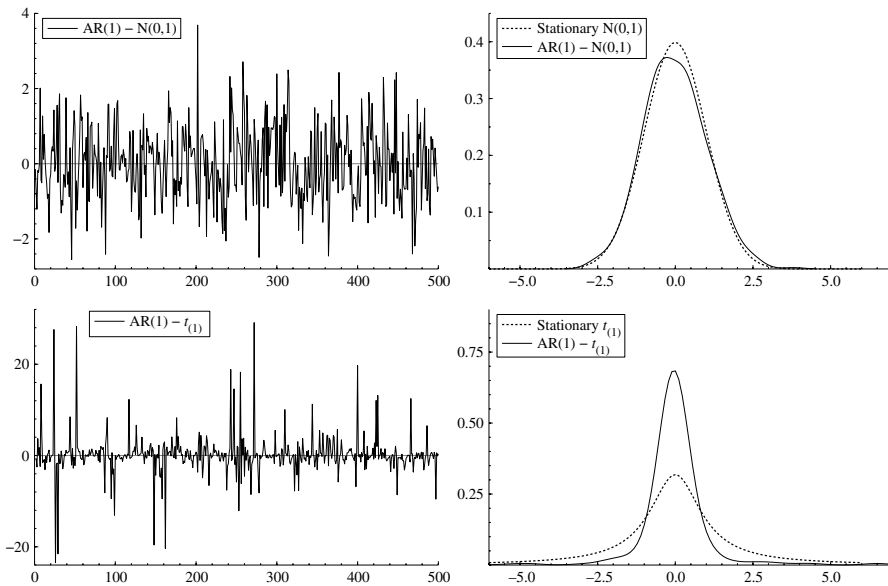 4
2
0
−2
AR(1) − N(0,1)
0 100 200 300 400 500
Stationary N(0,1)
AR(1) − N(0,1)
0.4
0.3
0.2
0.1
−5.0 −2.5 0.0 2.5 5.0
AR(1) − t(1)
20
0
−20
0 100 200 300 400 500
Stationary t(1)
AR(1) − t(1)
0.75
0.50
0.25
−5.0 −2.5 0.0 2.5 5.0